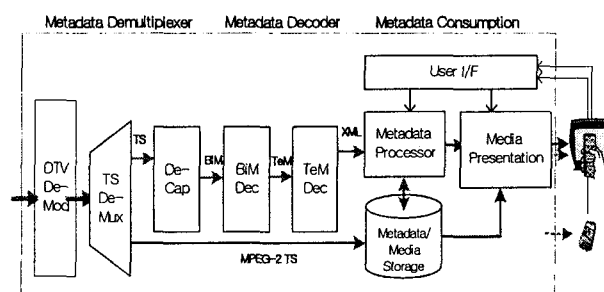 Metadata Demultiplexer
Metadata Decoder
Metadata Consumption
User I/F
DTV
De-
Mod
TS
De-
Mux
TS
De-
Cap
BiM
BiM
Dec
TeM
TeM
Dec
XML
Metadata
Processor
Media
Presentation
Metadata/
Media
Storage
MPEG-2 TS